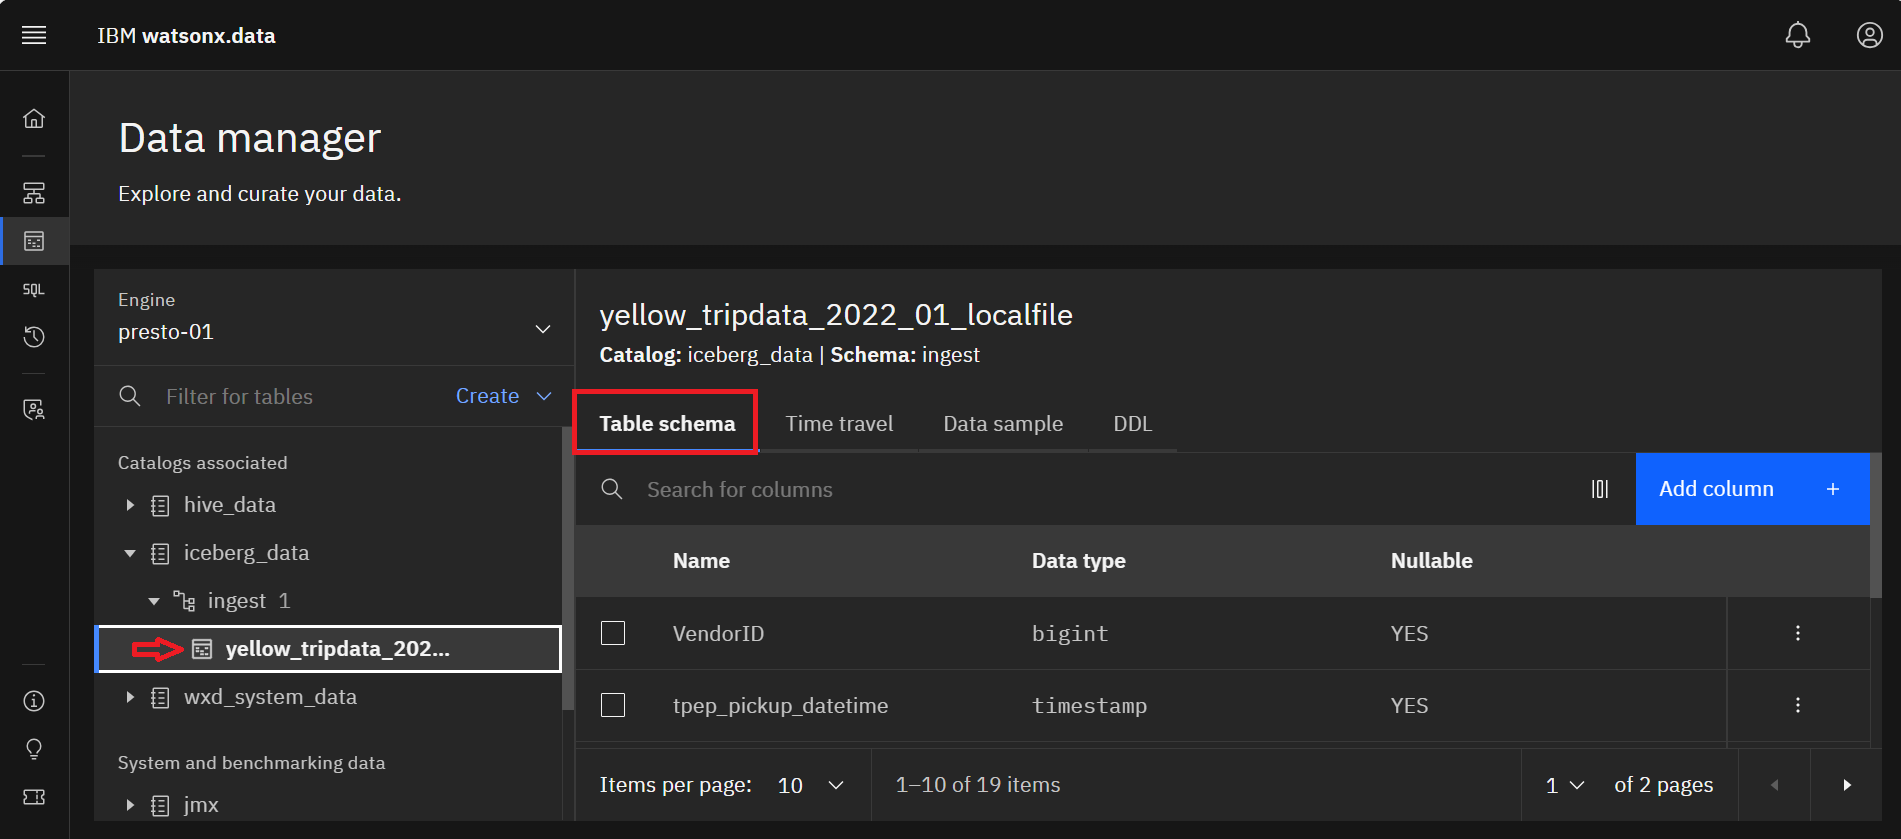 IBM watsonx.data
Data manager
Explore and curate your data.
SQL
Engine
presto-01
Filter for tables
Create
Catalogs associated
hive_data
iceberg_data
ingest 1
yellow_tripdata_202...
wxd_system_data
System and benchmarking data
jmx
yellow_tripdata_2022_01_localfile
Catalog: iceberg_data | Schema: ingest
Table schema Time travel Data sample DDL
Search for columns
Add column +
Name Data type Nullable
VendorID bigint YES
tpep_pickup_datetime timestamp YES
Items per page: 10 1–10 of 19 items 1 of 2 pages